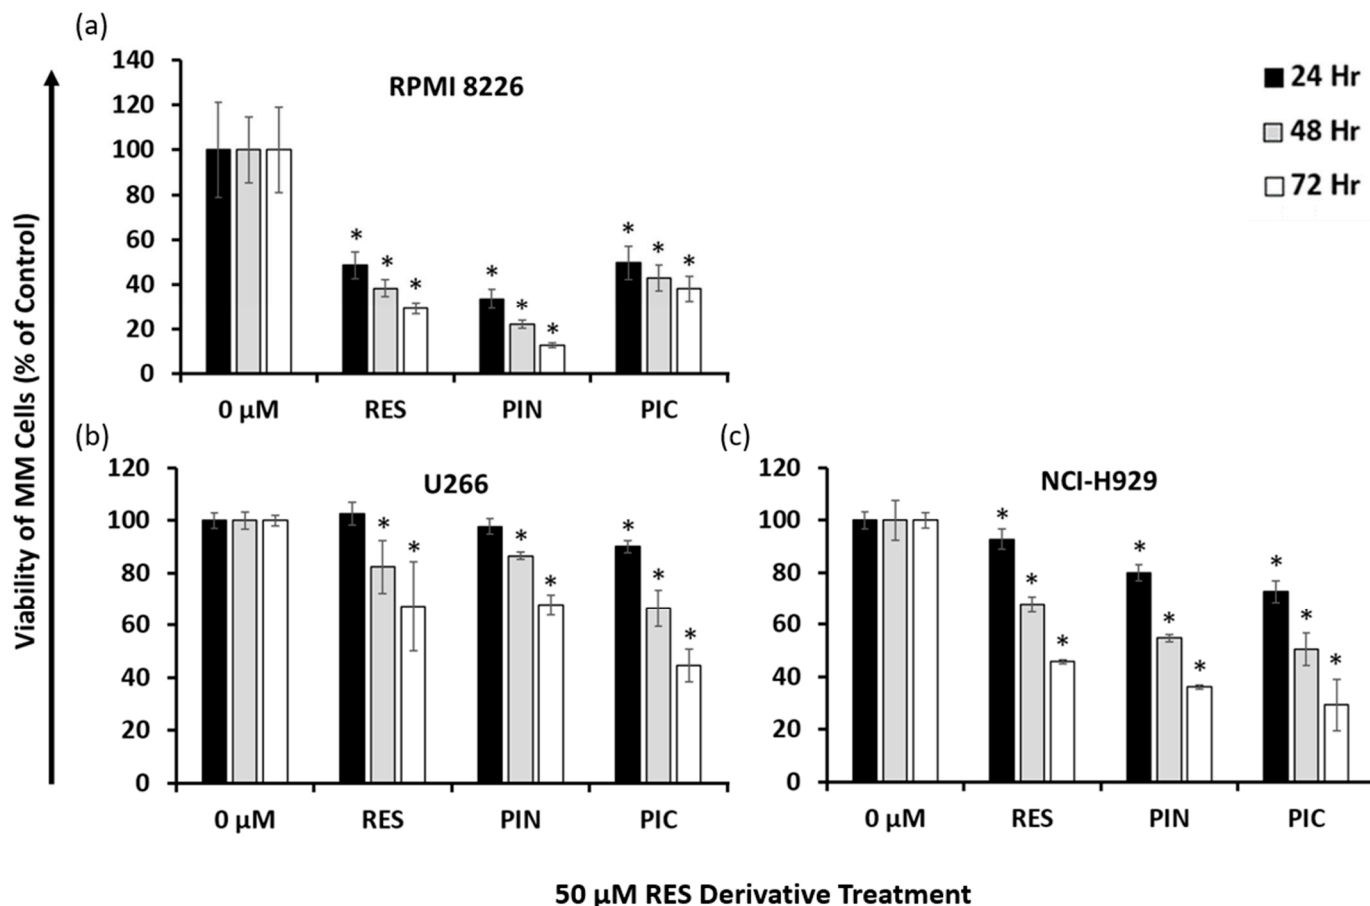 (a)
RPMI 8226
140
120
100
80
60
40
20
0
* * *
* * *
* * *
0 µM RES PIN PIC
24 Hr
48 Hr
72 Hr
Viability of MM Cells (% of Control)
(b)
U266
120
100
80
60
40
20
0
* *
* *
* * *
0 µM RES PIN PIC
(c)
NCI-H929
120
100
80
60
40
20
0
* * *
* * *
* * *
0 µM RES PIN PIC
50 µM RES Derivative Treatment